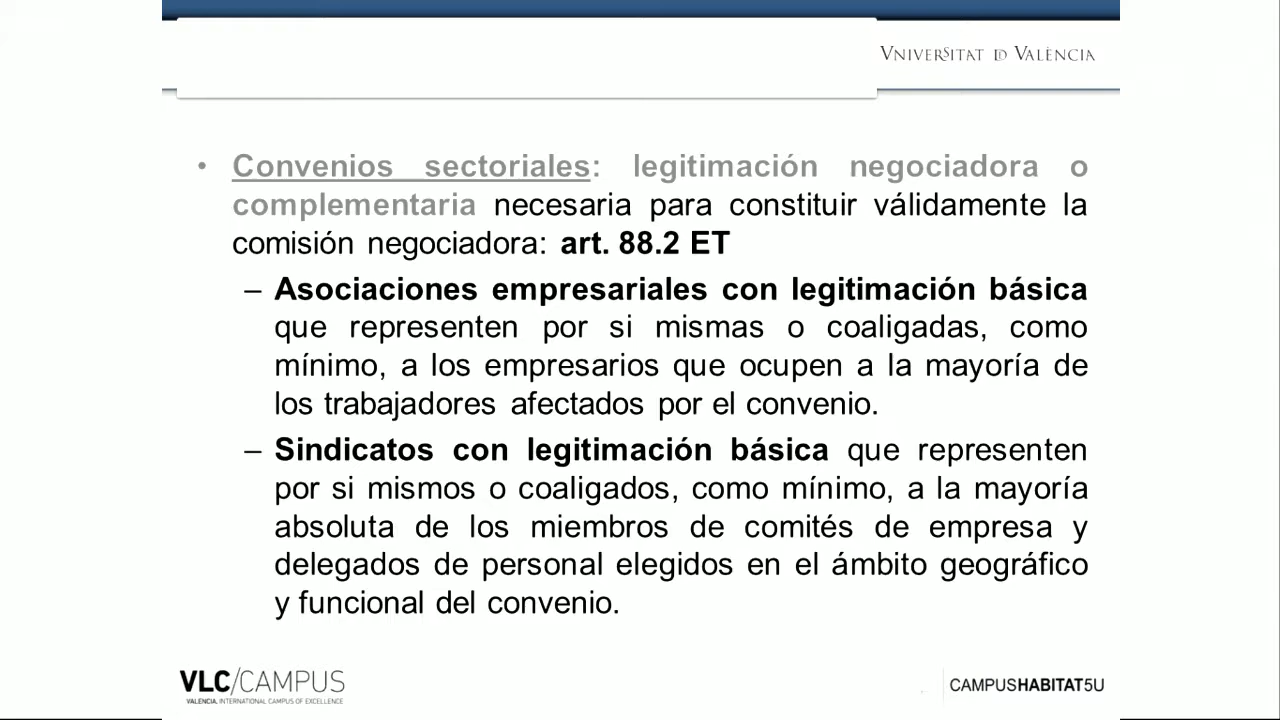 VNIVERSITAT DE VALÈNCIA
• Convenios sectoriales: legitimación negociadora o
complementaria necesaria para constituir válidamente la
comisión negociadora: art. 88.2 ET
– Asociaciones empresariales con legitimación básica
que representen por si mismas o coaligadas, como
mínimo, a los empresarios que ocupen a la mayoría de
los trabajadores afectados por el convenio.
– Sindicatos con legitimación básica que representen
por si mismos o coaligados, como mínimo, a la mayoría
absoluta de los miembros de comités de empresa y
delegados de personal elegidos en el ámbito geográfico
y funcional del convenio.
VLC/CAMPUS
VALENCIA, INTERNATIONAL CAMPUS OF EXCELLENCE
CAMPUSHABITAT5U